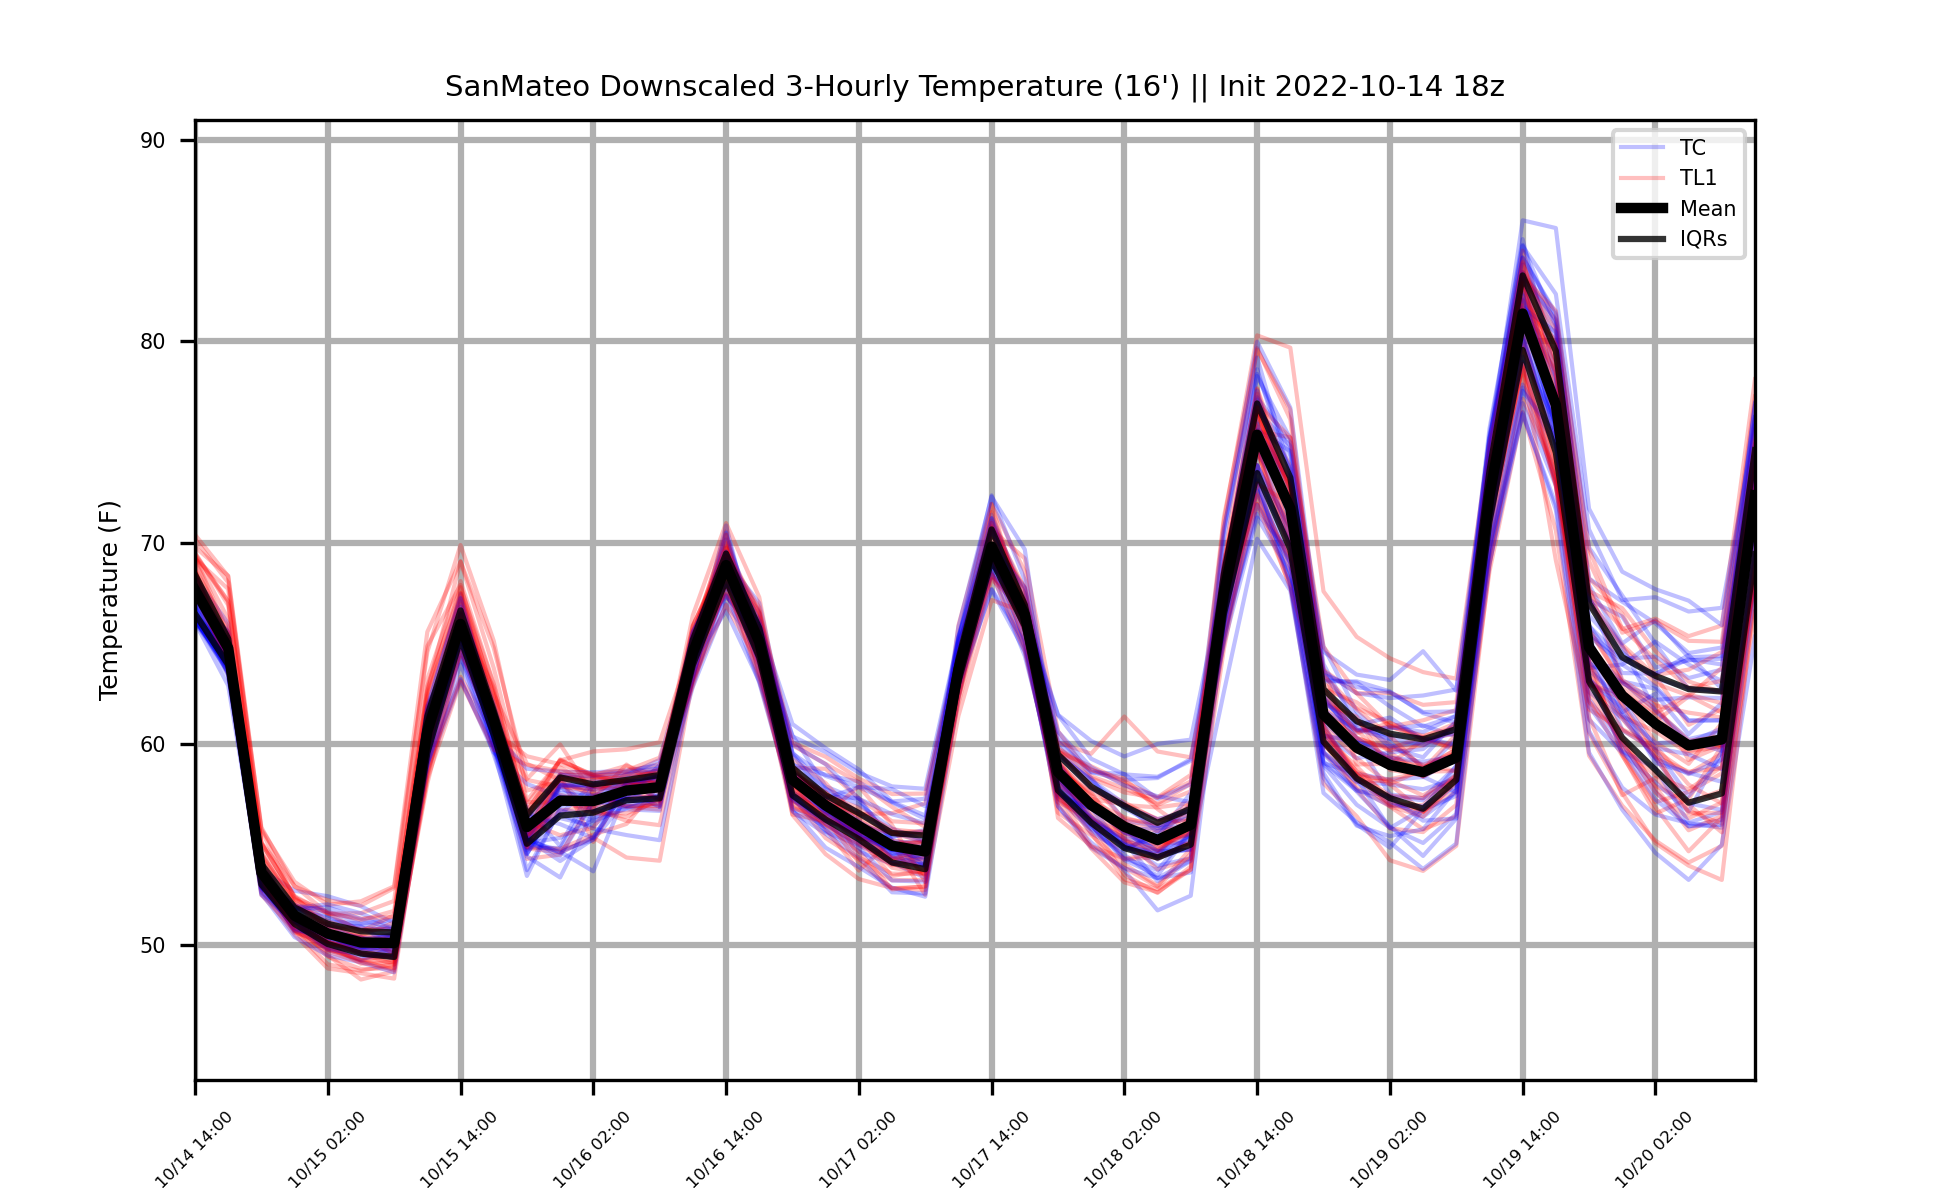 SanMateo Downscaled 3-Hourly Temperature (16') || Init 2022-10-14 18z
TC
TL1
Mean
IQRs
Temperature (F)
90
80
70
60
50
10/14 14:00
10/15 02:00
10/15 14:00
10/16 02:00
10/16 14:00
10/17 02:00
10/17 14:00
10/18 02:00
10/18 14:00
10/19 02:00
10/19 14:00
10/20 02:00